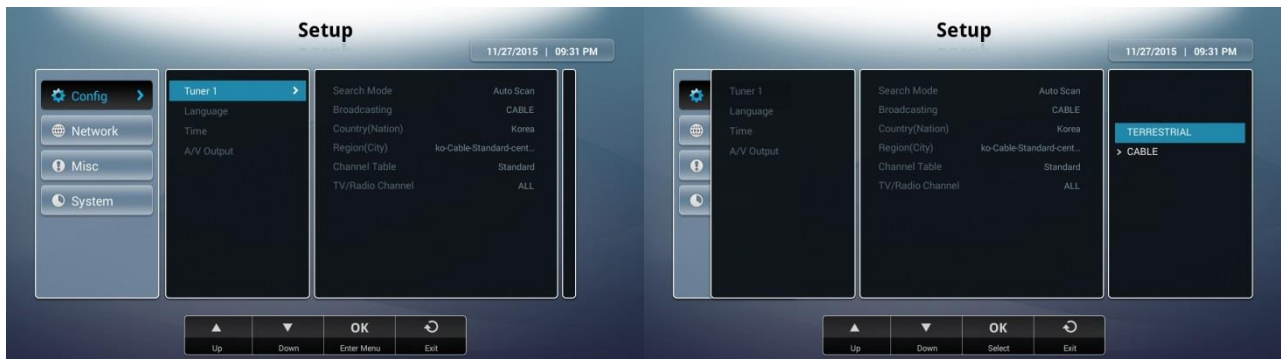 Setup
11/27/2015 | 09:31 PM
Config
Network
Misc
System
Tuner 1
Language
Time
A/V Output
Search Mode Auto Scan
Broadcasting CABLE
Country(Nation) Korea
Region(City) ko-Cable-Standard-cent...
Channel Table Standard
TV/Radio Channel ALL
OK
Up Down Enter Menu Exit
Setup
11/27/2015 | 09:31 PM
Tuner 1
Language
Time
A/V Output
Search Mode Auto Scan
Broadcasting CABLE
Country(Nation) Korea
Region(City) ko-Cable-Standard-cent...
Channel Table Standard
TV/Radio Channel ALL
TERRESTRIAL
> CABLE
OK
Up Down Select Exit